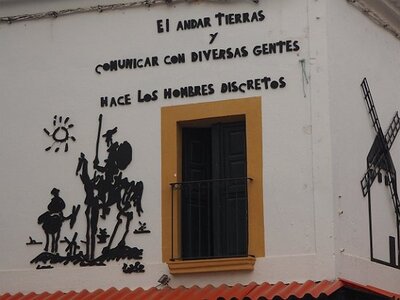 El andar tierras
y
comunicar con diversas gentes
hace los hombres discretos